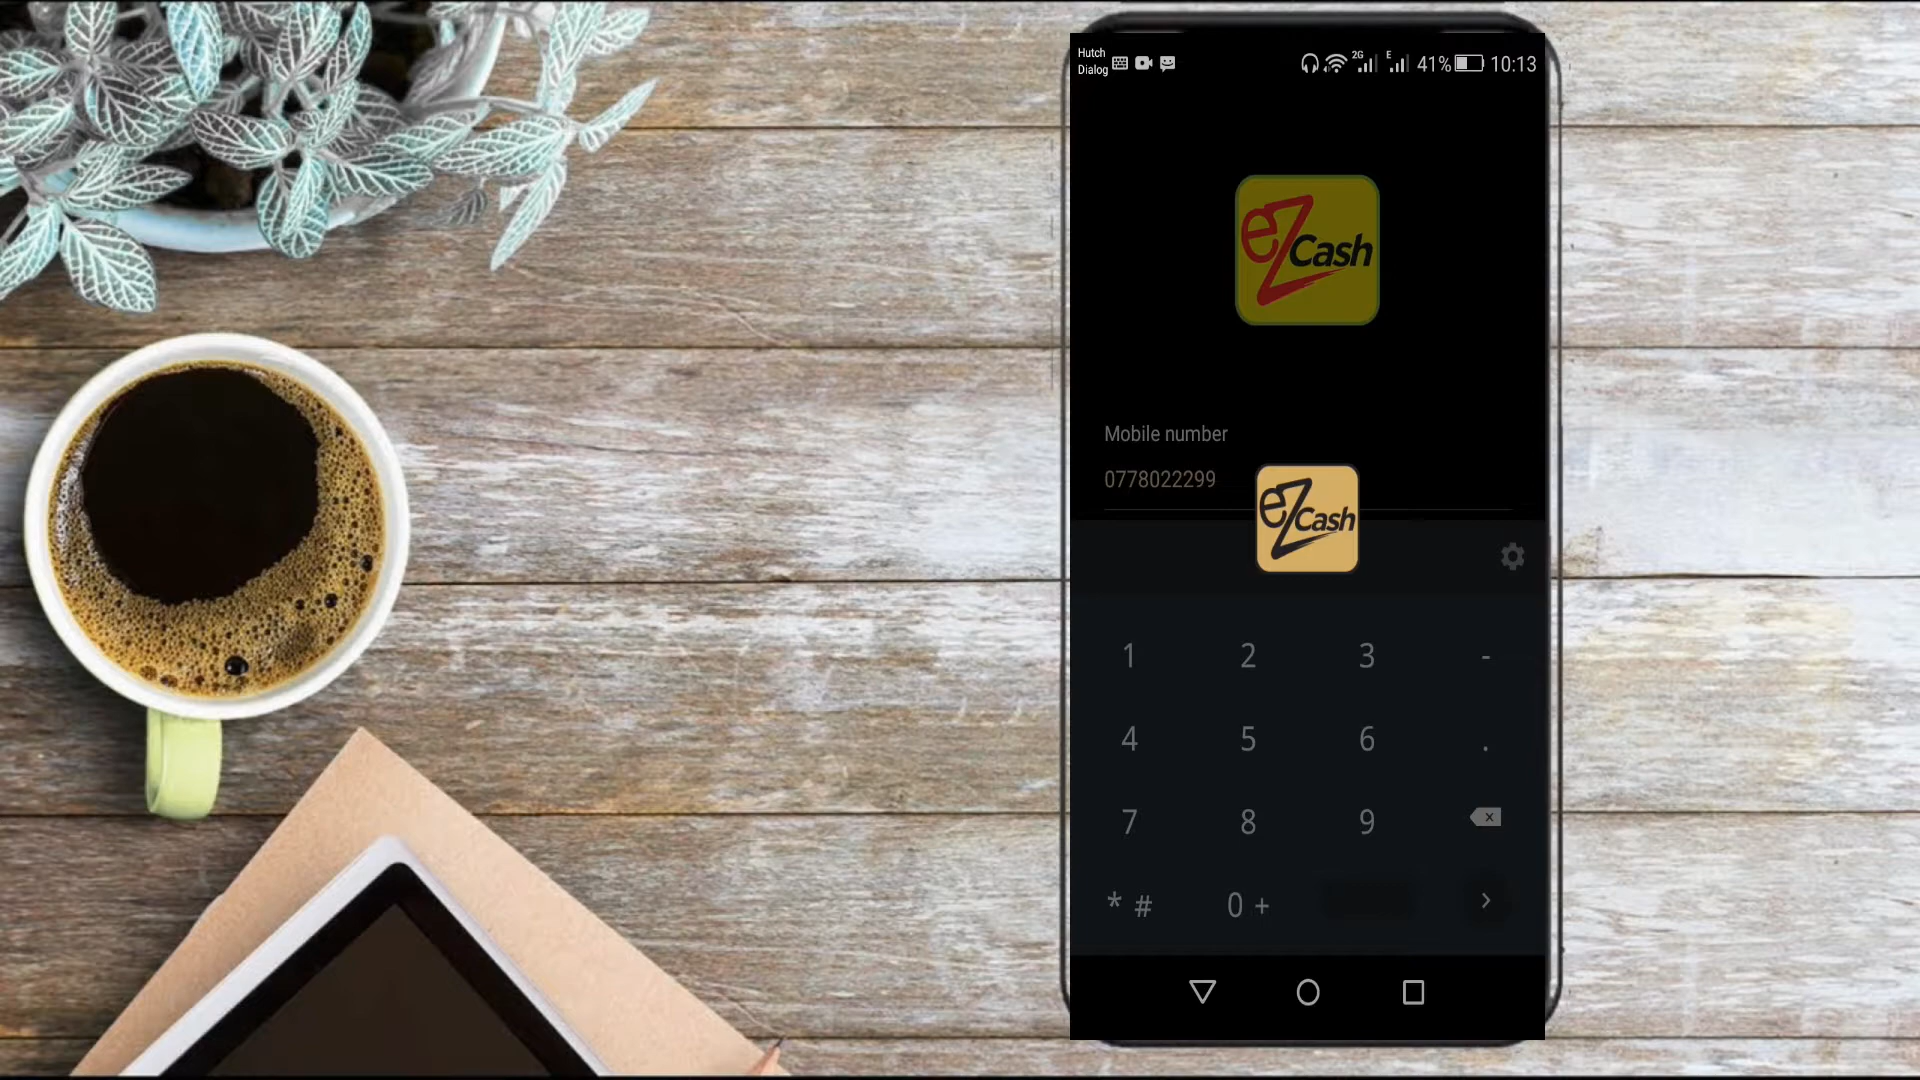 Hutch
Dialog
2G E 41% 10:13
eZ Cash
Mobile number
0778022299
eZ Cash
1 2 3 -
4 5 6 .
7 8 9
* # 0 + >